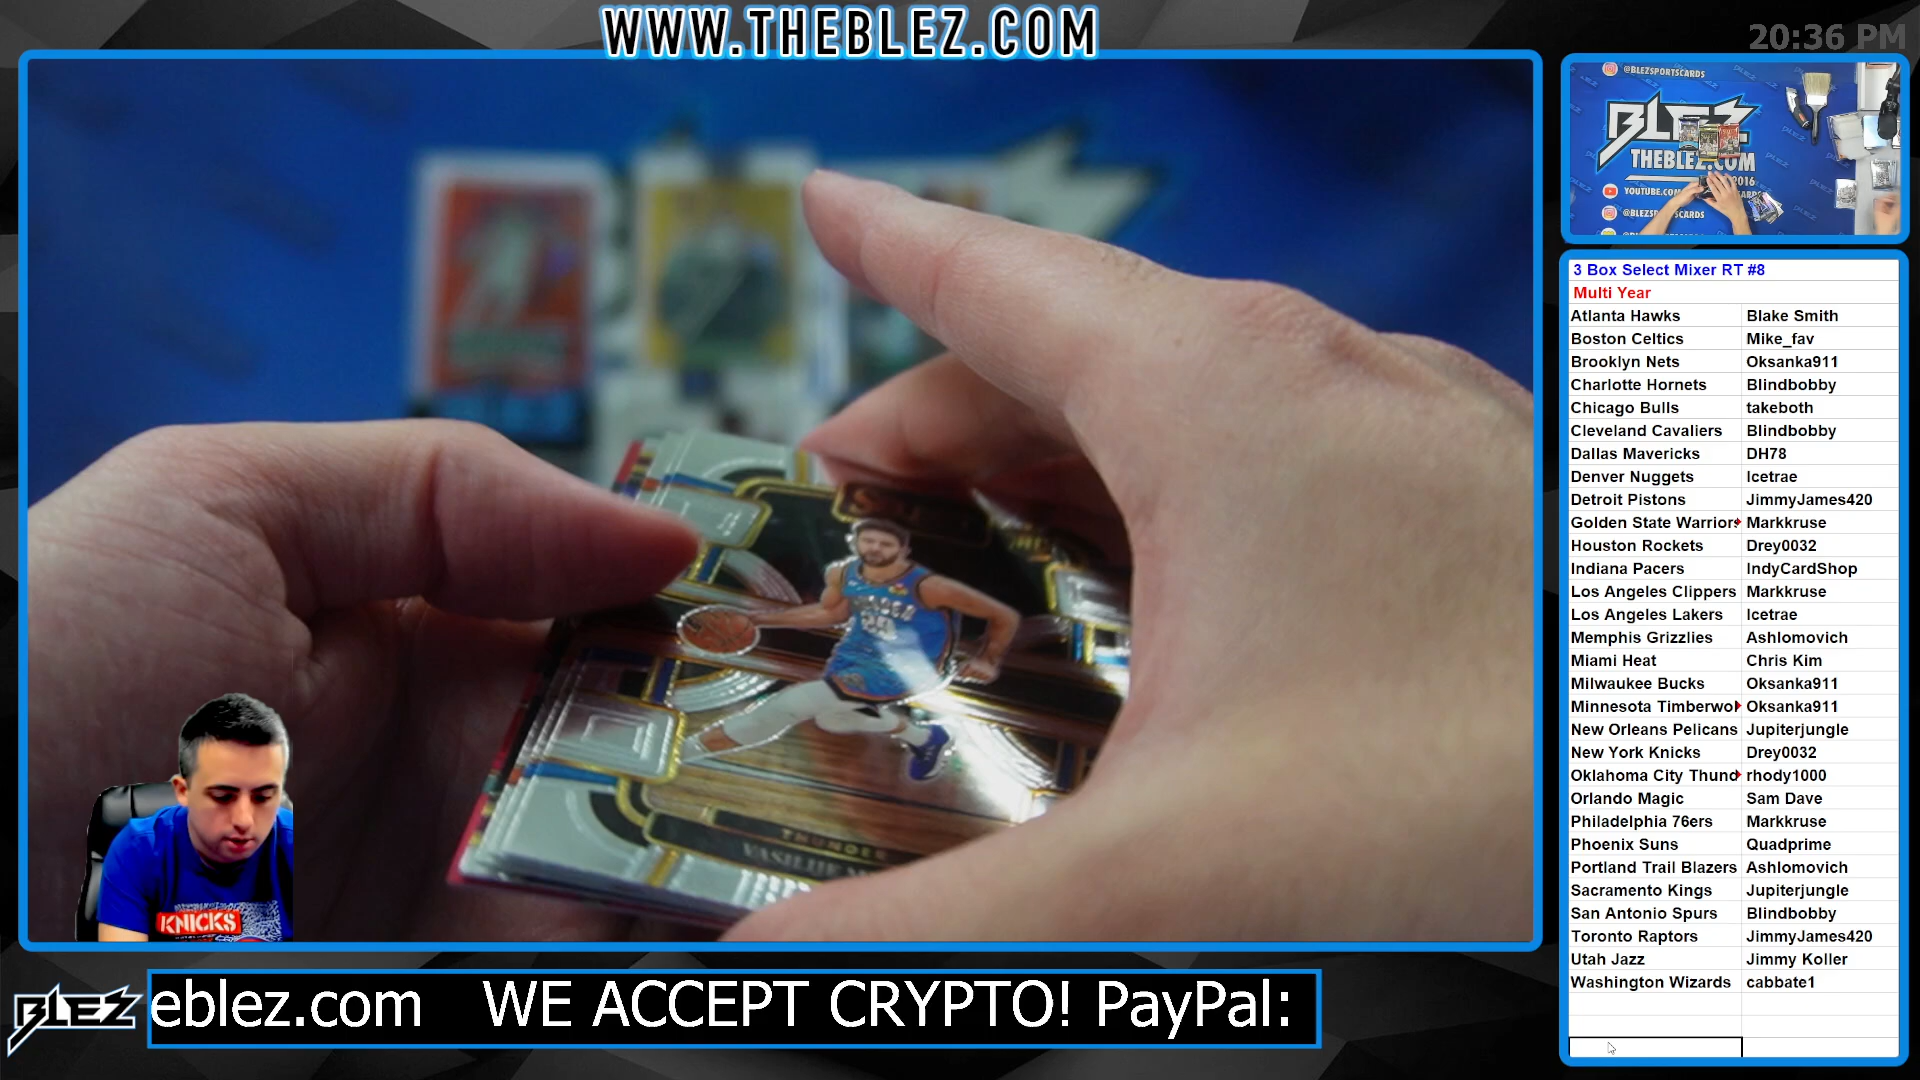 WWW.THEBLEZ.COM
20:36 PM
@BLEZSPORTSCARDS
BLEZ
THEBLEZ.COM
2016
YOUTUBE.COM
3 Box Select Mixer RT #8
Multi Year
Atlanta Hawks Blake Smith
Boston Celtics Mike_fav
Brooklyn Nets Oksanka911
Charlotte Hornets Blindbobby
Chicago Bulls takeboth
Cleveland Cavaliers Blindbobby
Dallas Mavericks DH78
Denver Nuggets Icetrae
Detroit Pistons JimmyJames420
Golden State Warriors Markkruse
Houston Rockets Drey0032
Indiana Pacers IndyCardShop
Los Angeles Clippers Markkruse
Los Angeles Lakers Icetrae
Memphis Grizzlies Ashlomovich
Miami Heat Chris Kim
Milwaukee Bucks Oksanka911
Minnesota Timberwol Oksanka911
New Orleans Pelicans Jupiterjungle
New York Knicks Drey0032
Oklahoma City Thund rhody1000
Orlando Magic Sam Dave
Philadelphia 76ers Markkruse
Phoenix Suns Quadprime
Portland Trail Blazers Ashlomovich
Sacramento Kings Jupiterjungle
San Antonio Spurs Blindbobby
Toronto Raptors JimmyJames420
Utah Jazz Jimmy Koller
Washington Wizards cabbate1
THUNDER
VASILIJE
KNICKS
BLEZ
eblez.com WE ACCEPT CRYPTO! PayPal: